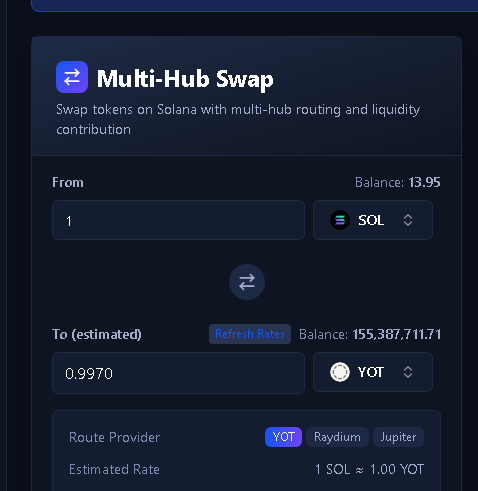 Multi-Hub Swap
Swap tokens on Solana with multi-hub routing and liquidity
contribution
From Balance: 13.95
1 SOL
To (estimated) Refresh Rates Balance: 155,387,711.71
0.9970 YOT
Route Provider YOT Raydium Jupiter
Estimated Rate 1 SOL ≈ 1.00 YOT